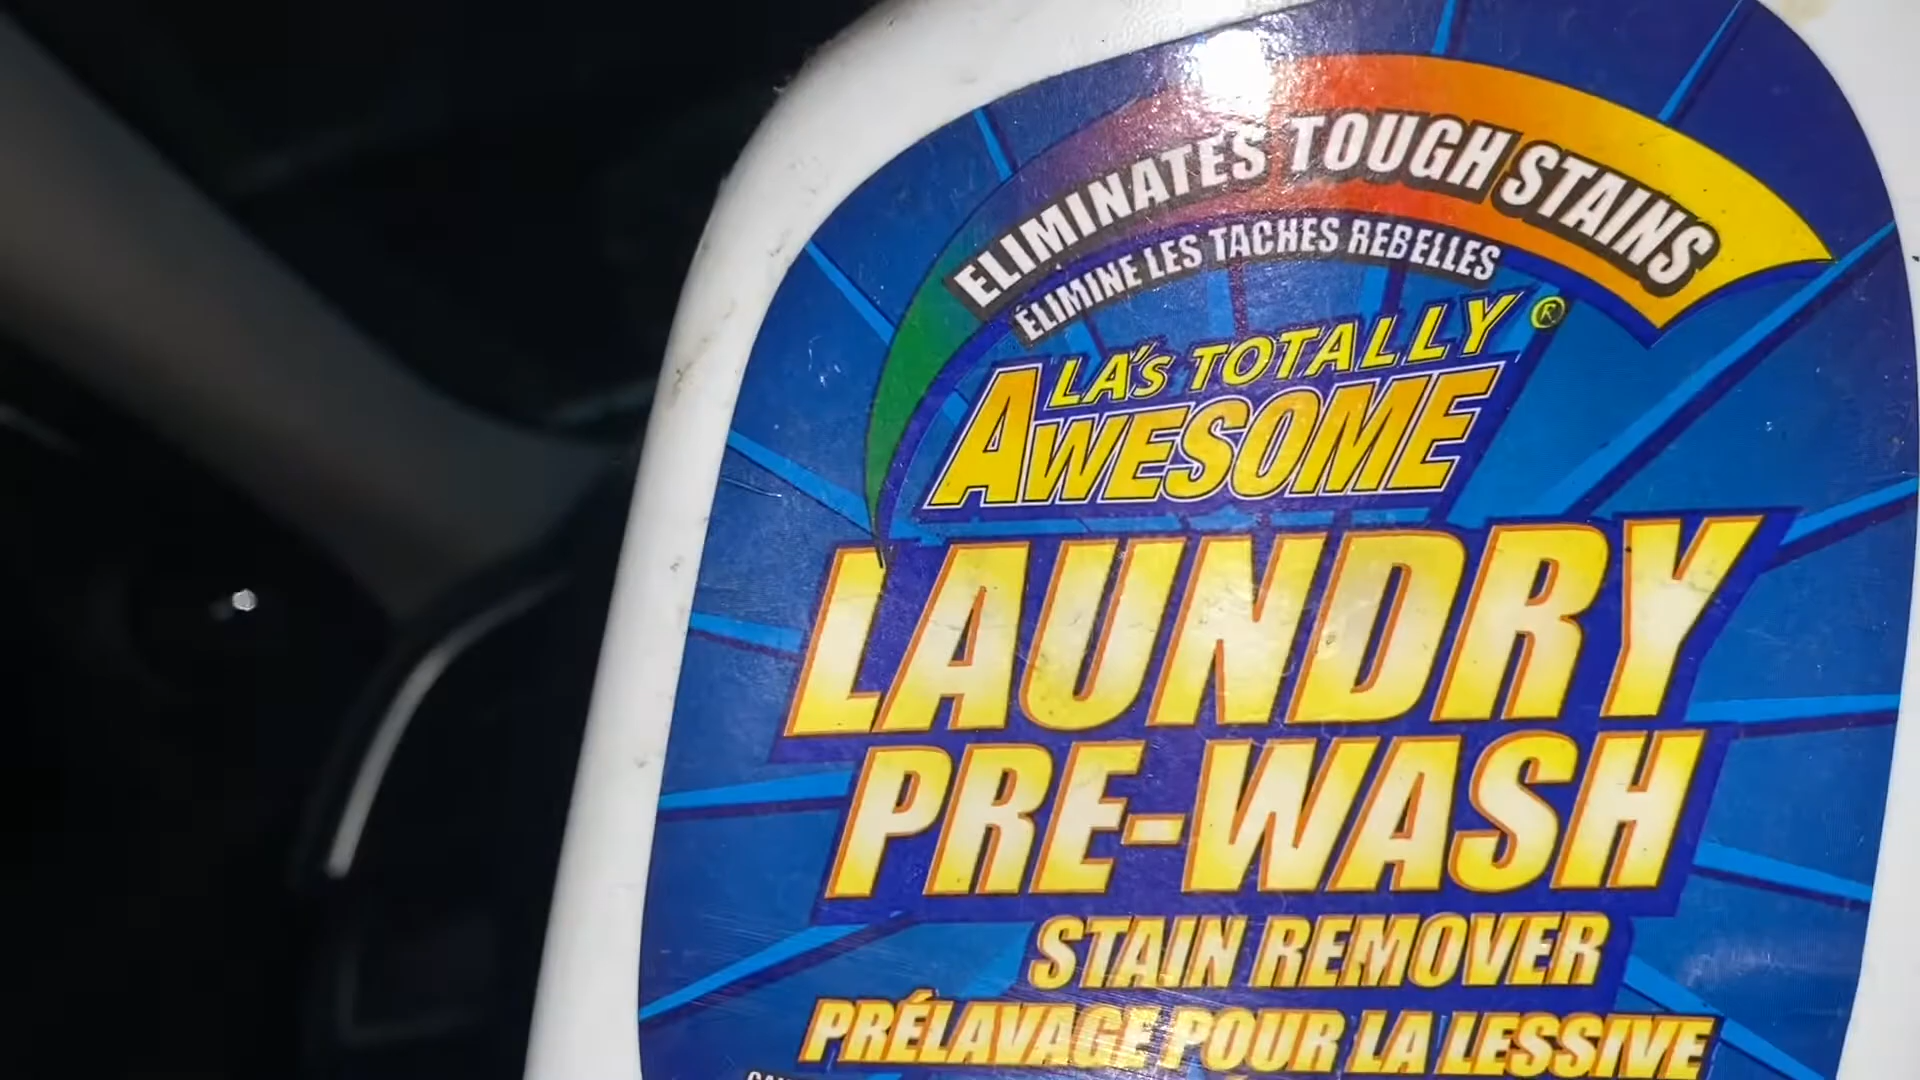 ELIMINATES TOUGH STAINS
ÉLIMINE LES TACHES REBELLES
LA's TOTALLY ®
AWESOME
LAUNDRY
PRE-WASH
STAIN REMOVER
PRÉLAVAGE POUR LA LESSIVE